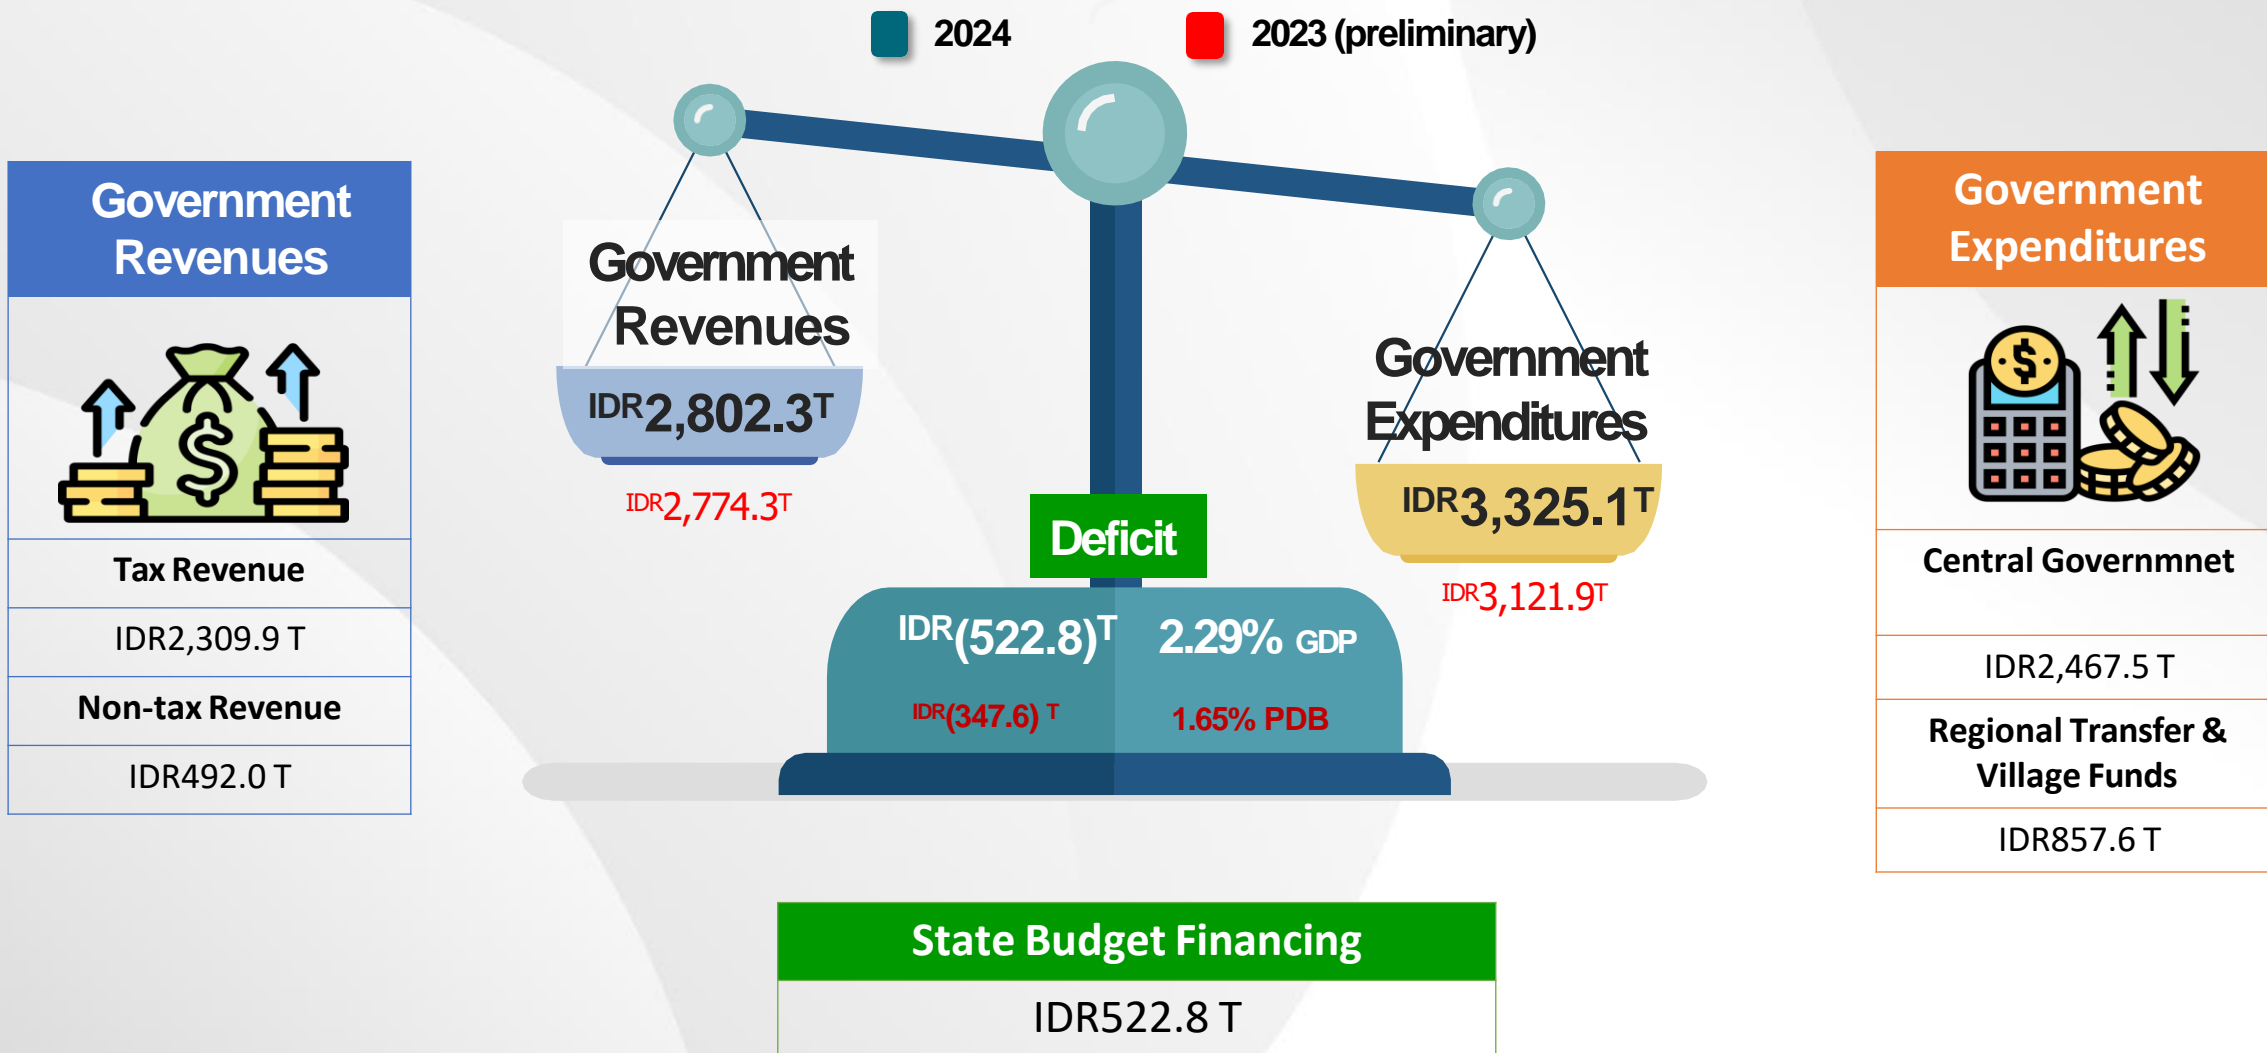 2024
2023 (preliminary)
Government
Revenues
Tax Revenue
IDR2,309.9 T
Non-tax Revenue
IDR492.0 T
Government
Revenues
IDR2,802.3T
IDR2,774.3T
Government
Expenditures
IDR3,325.1T
IDR3,121.9T
Deficit
IDR(522.8)T 2.29% GDP
IDR(347.6) T 1.65% PDB
Government
Expenditures
Central Governmnet
IDR2,467.5 T
Regional Transfer &
Village Funds
IDR857.6 T
State Budget Financing
IDR522.8 T